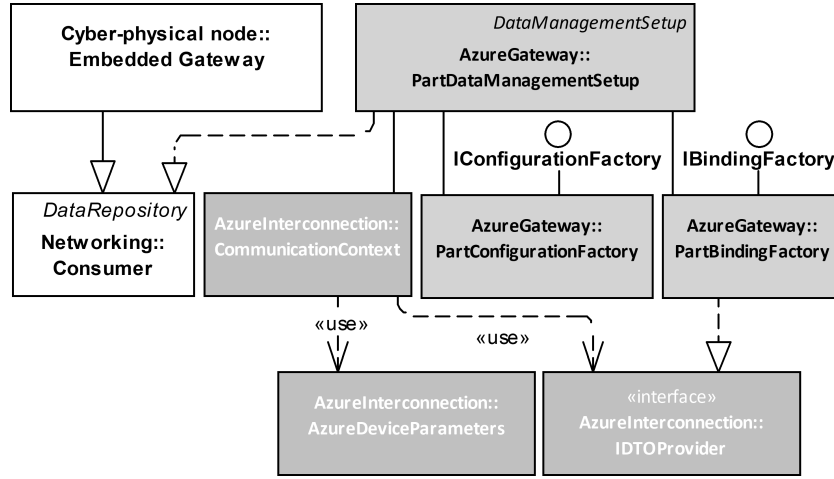 Cyber-physical node::
Embedded Gateway
DataManagementSetup
AzureGateway::
PartDataManagementSetup
IConfigurationFactory
IBindingFactory
DataRepository
Networking::
Consumer
AzureInterconnection::
CommunicationContext
AzureGateway::
PartConfigurationFactory
AzureGateway::
PartBindingFactory
«use»
«use»
AzureInterconnection::
AzureDeviceParameters
«interface»
AzureInterconnection::
IDTOProvider